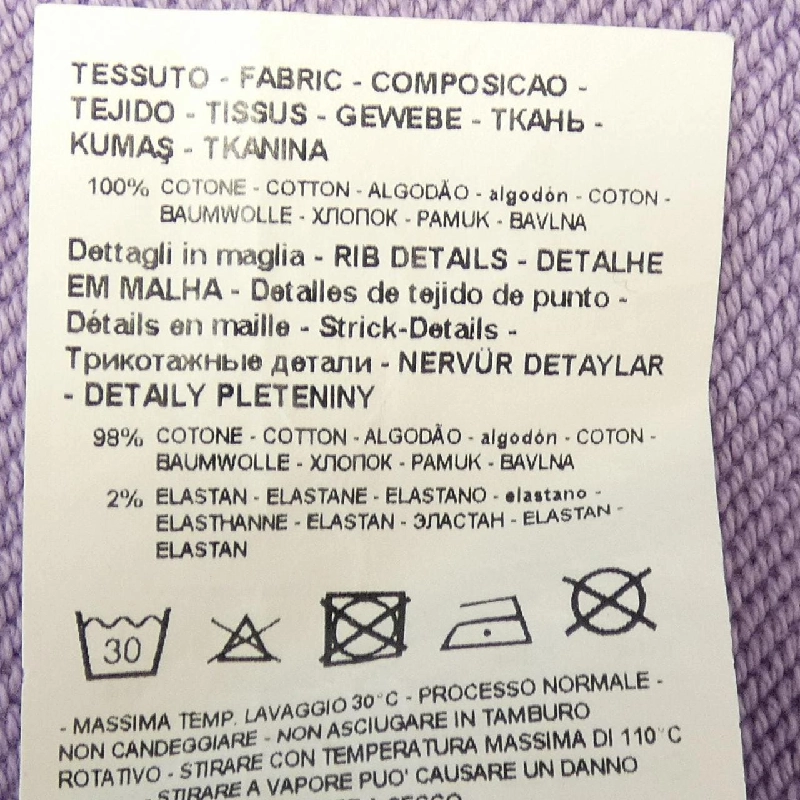 TESSUTO - FABRIC - COMPOSICAO -
TEJIDO - TISSUS - GEWEBE - ТКАНЬ -
KUMAŞ - TKANINA
100% COTONE - COTTON - ALGODÃO - algodón - COTON -
BAUMWOLLE - ХЛОПОК - PAMUK - BAVLNA
Dettagli in maglia - RIB DETAILS - DETALHE
EM MALHA - Detalles de tejido de punto -
Détails en maille - Strick-Details -
Трикотажные детали - NERVÜR DETAYLAR
- DETAILY PLETENINY
98% COTONE - COTTON - ALGODÃO - algodón - COTON -
BAUMWOLLE - ХЛОПОК - PAMUK - BAVLNA
2% ELASTAN - ELASTANE - ELASTANO - elastano -
ELASTHANNE - ELASTAN - ЭЛАСТАН - ELASTAN -
ELASTAN
30
- MASSIMA TEMP. LAVAGGIO 30°C - PROCESSO NORMALE -
NON CANDEGGIARE - NON ASCIUGARE IN TAMBURO
ROTATIVO - STIRARE CON TEMPERATURA MASSIMA DI 110°C
STIRARE A VAPORE PUO' CAUSARE UN DANNO